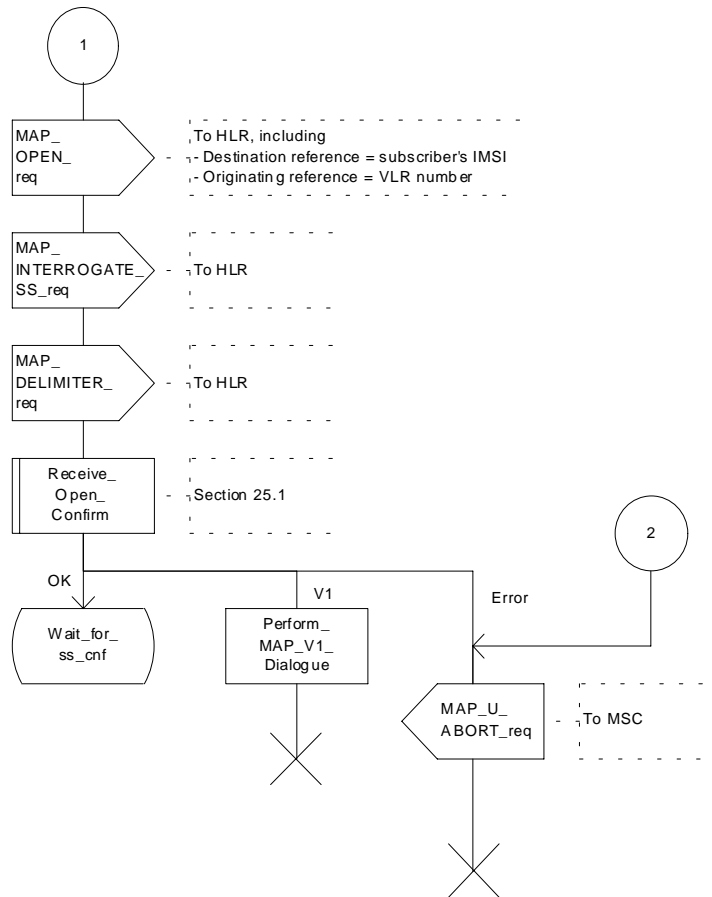 1
MAP_
OPEN_
req
To HLR, including
- Destination reference = subscriber's IMSI
- Originating reference = VLR number
MAP_
INTERROGATE_
SS_req
To HLR
MAP_
DELIMITER_
req
To HLR
Receive_
Open_
Confirm
Section 25.1
2
OK
V1
Error
Wait_for_
ss_cnf
Perform_
MAP_V1_
Dialogue
MAP_U_
ABORT_req
To MSC